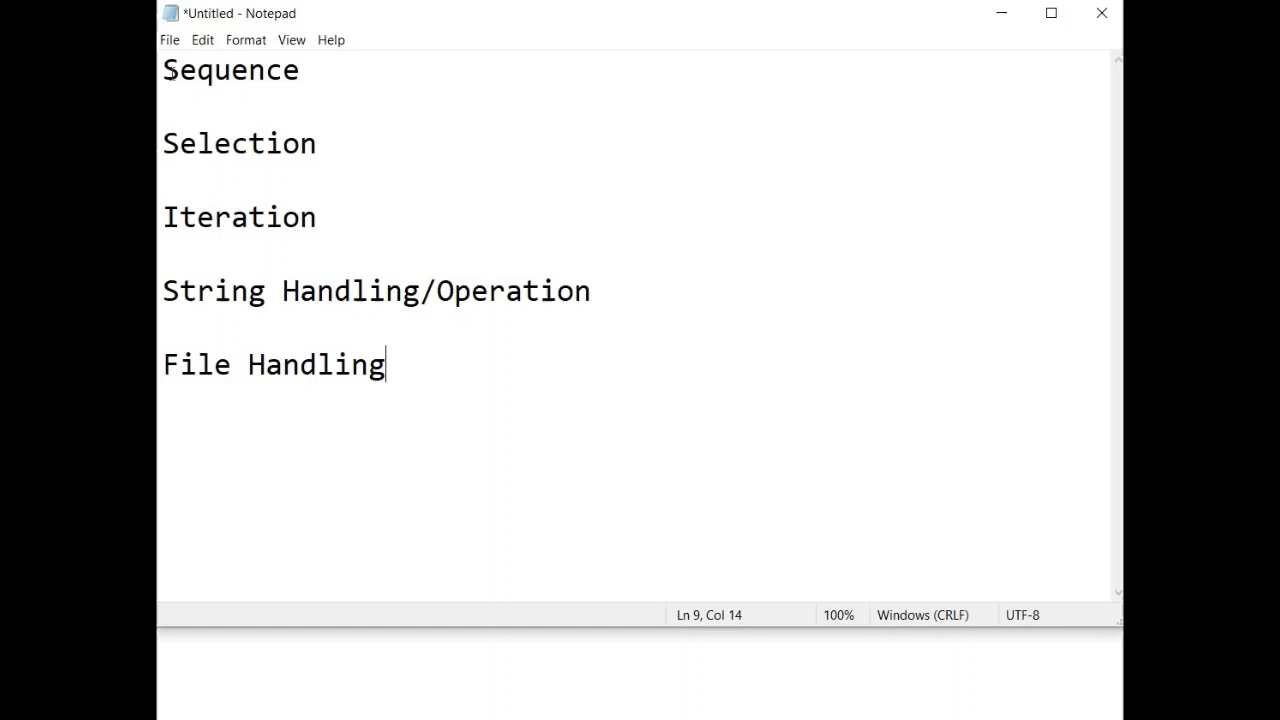 *Untitled - Notepad
File Edit Format View Help
Sequence
Selection
Iteration
String Handling/Operation
File Handling
Ln 9, Col 14 100% Windows (CRLF) UTF-8